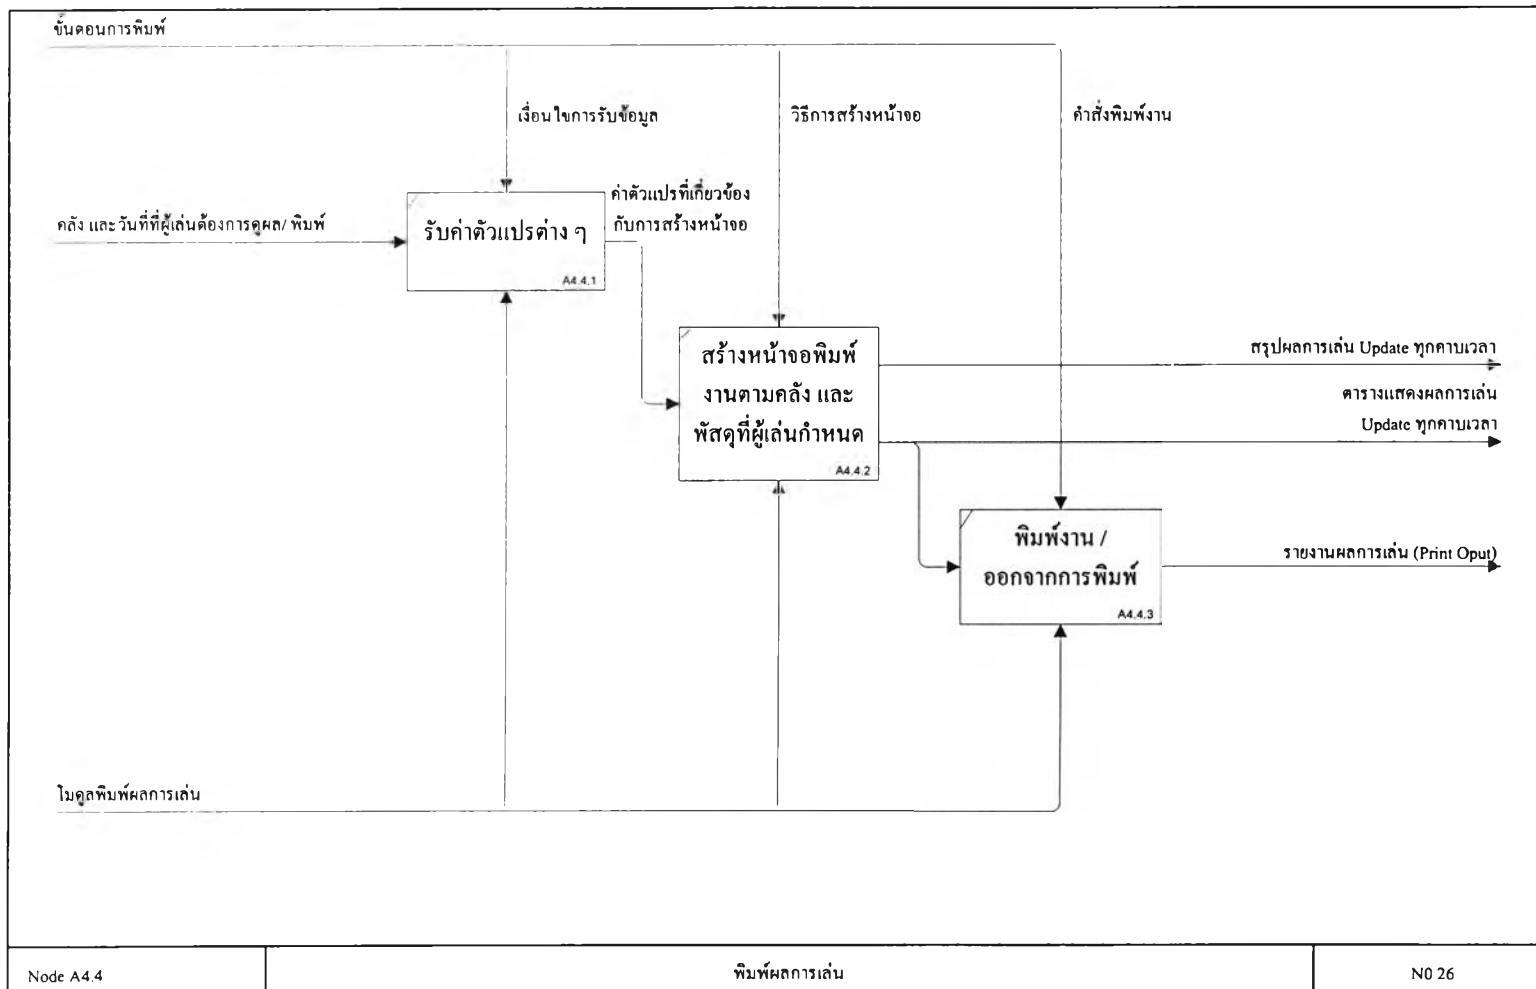 ขั้นตอนการพิมพ์
เงื่อนไขการรับข้อมูล
วิธีการสร้างหน้าจอ
คำสั่งพิมพ์งาน
คลัง และวันที่ที่ผู้เล่นต้องการดูผล/ พิมพ์
รับค่าตัวแปรต่าง ๆ
A4.4.1
ค่าตัวแปรที่เกี่ยวข้อง
กับการสร้างหน้าจอ
สร้างหน้าจอพิมพ์
งานตามคลัง และ
พัสดุที่ผู้เล่นกำหนด
A4.4.2
สรุปผลการเล่น Update ทุกคาบเวลา
ตารางแสดงผลการเล่น
Update ทุกคาบเวลา
พิมพ์งาน /
ออกจากการพิมพ์
A4.4.3
รายงานผลการเล่น (Print Oput)
โมดูลพิมพ์ผลการเล่น
Node A4.4
พิมพ์ผลการเล่น
N0 26